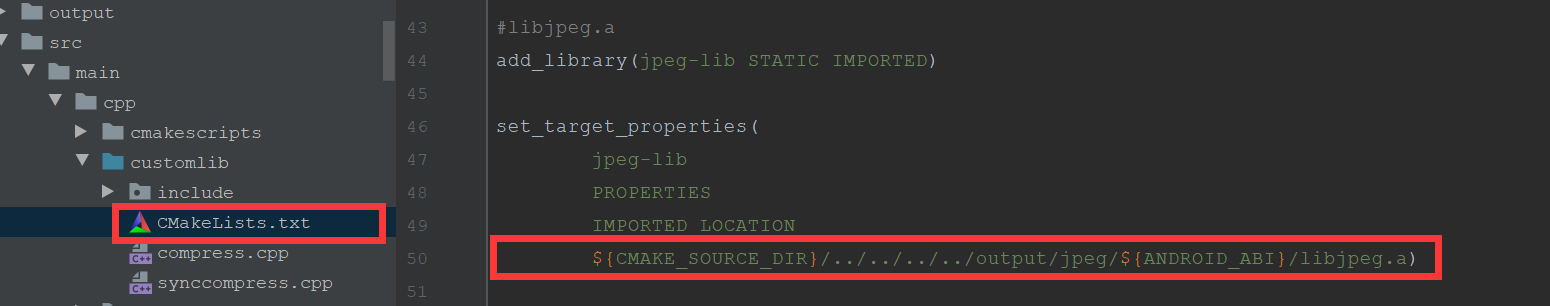 output
src
main
cpp
cmakescripts
customlib
include
CMakeLists.txt
compress.cpp
synccompress.cpp
43 #libjpeg.a
44 add_library(jpeg-lib STATIC IMPORTED)
45
46 set_target_properties(
47 jpeg-lib
48 PROPERTIES
49 IMPORTED_LOCATION
50 ${CMAKE_SOURCE_DIR}/../../../../output/jpeg/${ANDROID_ABI}/libjpeg.a)
51